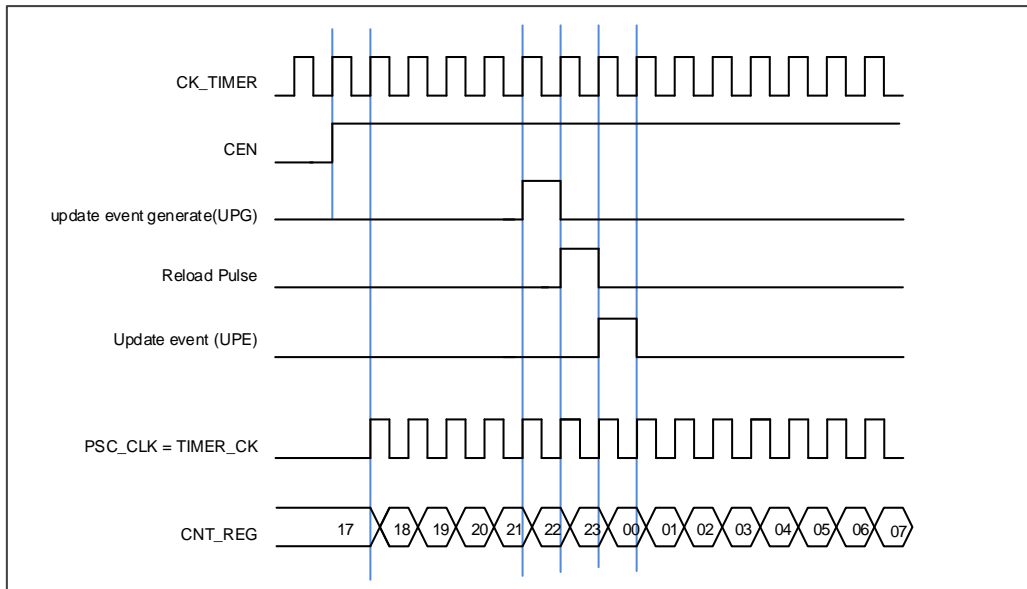 CK_TIMER
CEN
update event generate(UPG)
Reload Pulse
Update event (UPE)
PSC_CLK = TIMER_CK
CNT_REG 17 18 19 20 21 22 23 00 01 02 03 04 05 06 07